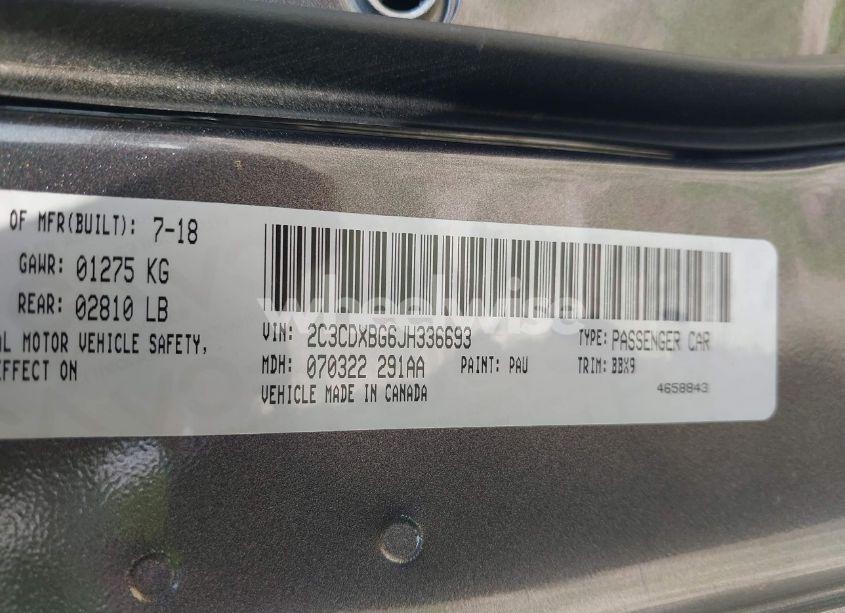 OF MFR(BUILT): 7-18
GAWR: 01275 KG
REAR: 02810 LB
L MOTOR VEHICLE SAFETY,
EFFECT ON
VIN: 2C3CDXBG6JH336693
TYPE: PASSENGER CAR
MDH: 070322 291AA
PAINT: PAU
TRIM: BBX9
VEHICLE MADE IN CANADA
4658843
wheelwise